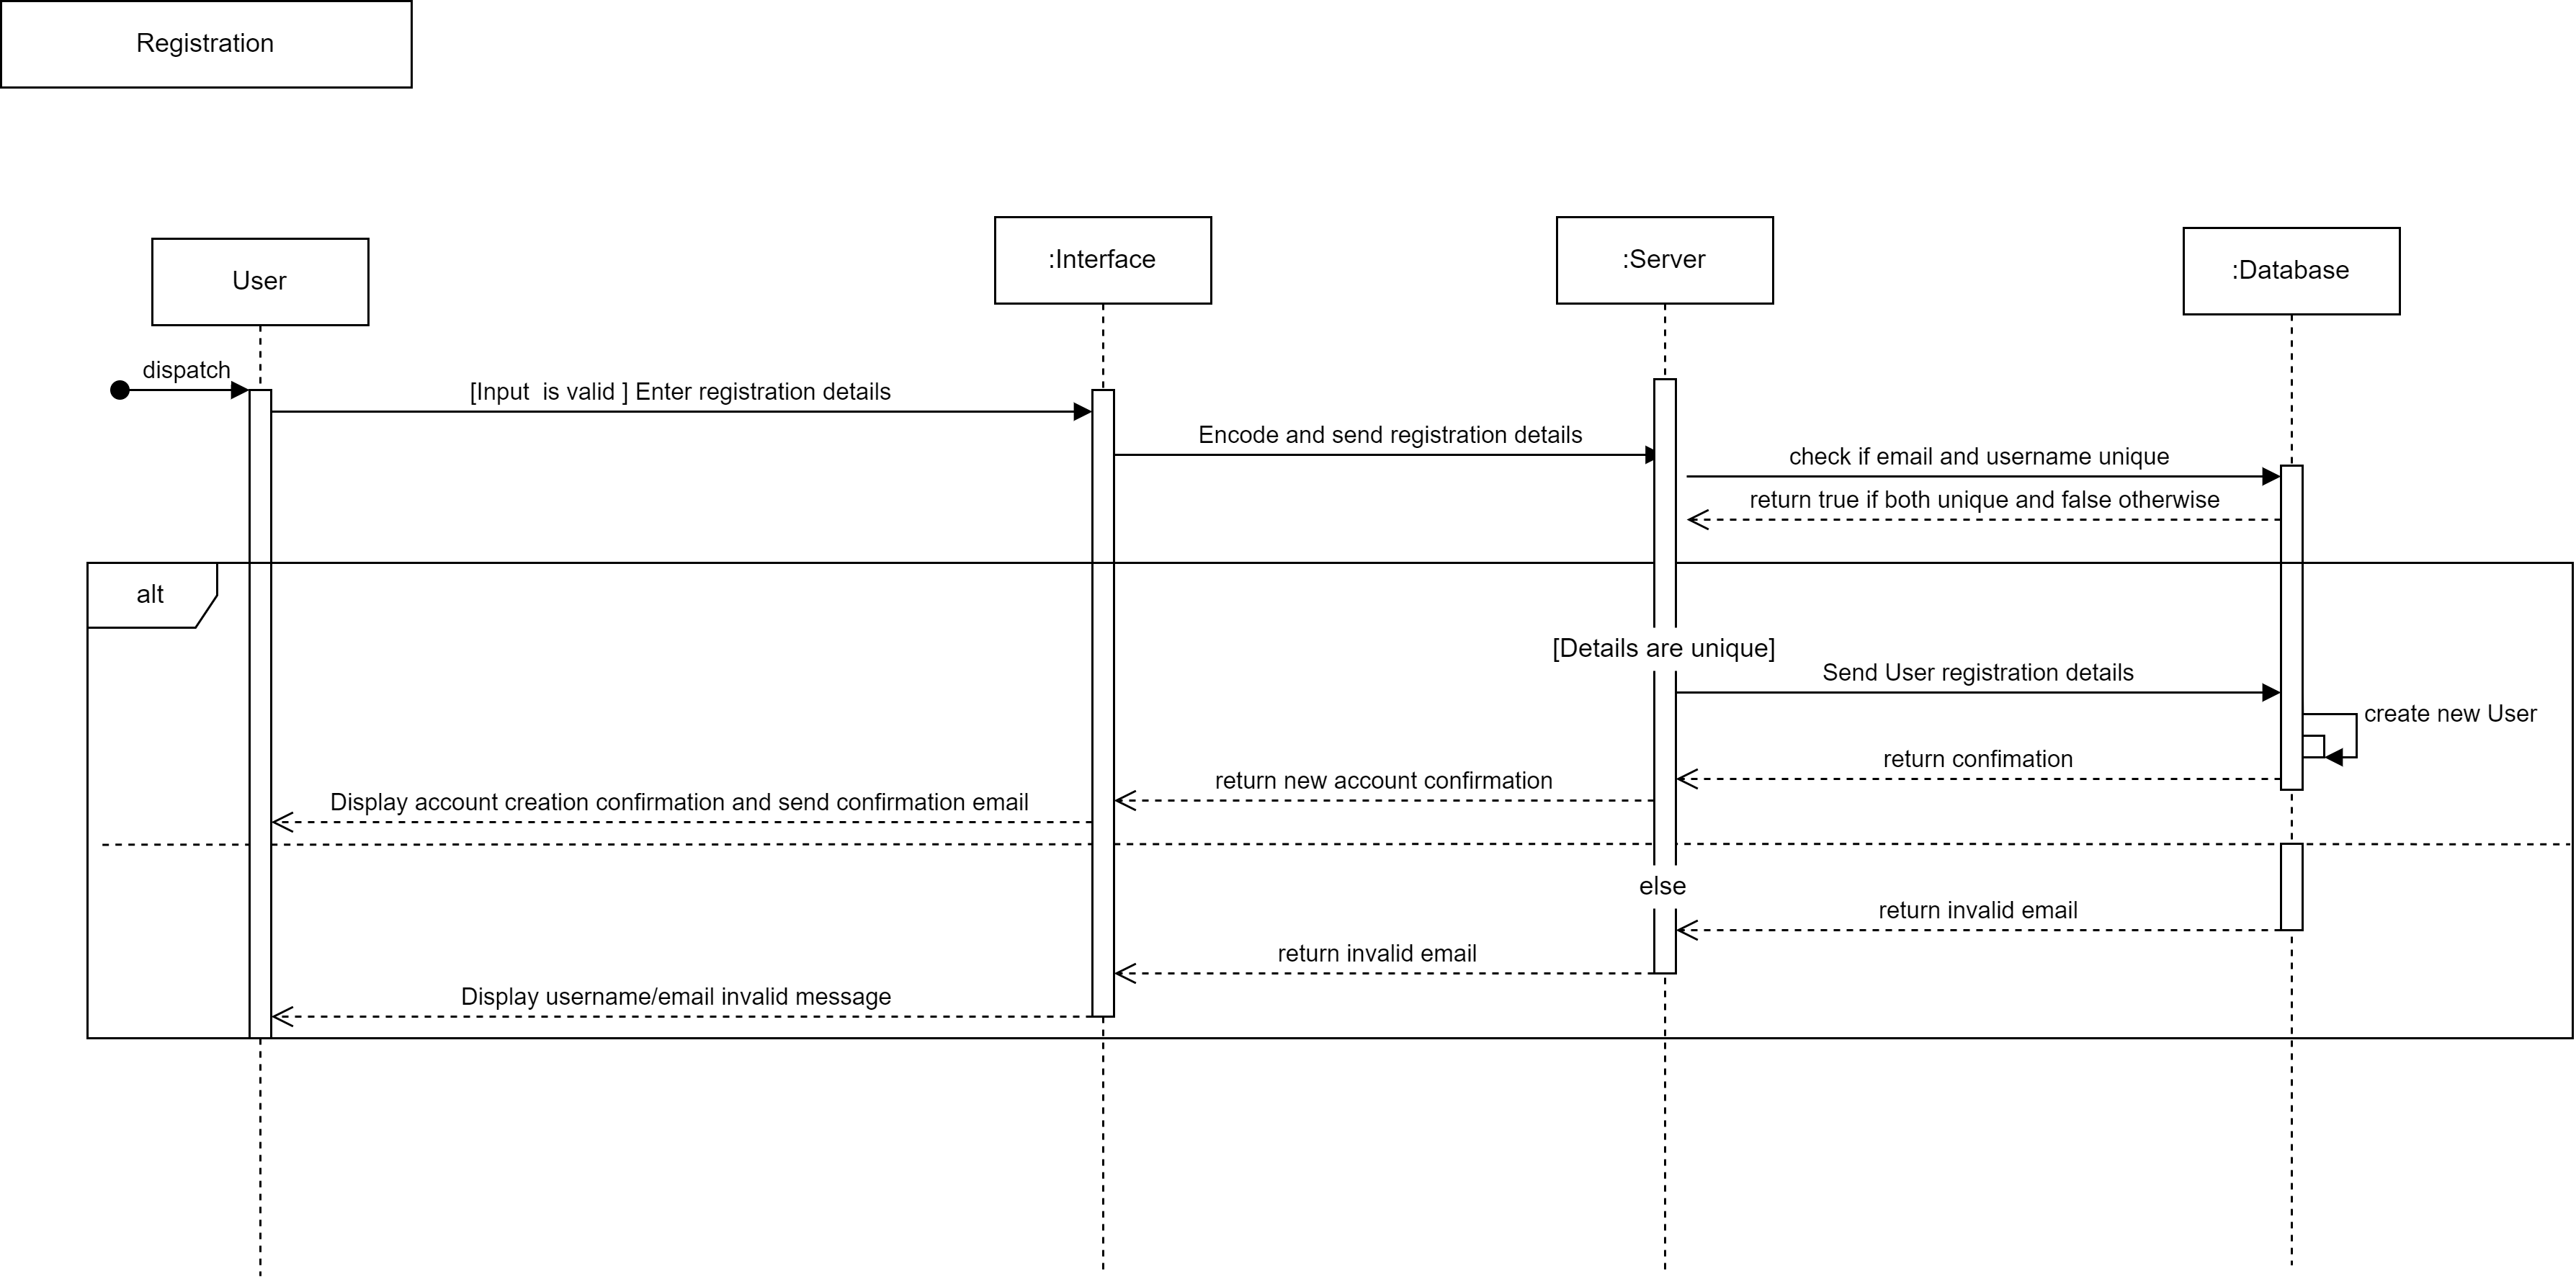 Registration
User
:Interface
:Server
:Database
dispatch
[Input  is valid ] Enter registration details
Encode and send registration details
check if email and username unique
return true if both unique and false otherwise
alt
[Details are unique]
Send User registration details
create new User
return confimation
return new account confirmation
Display account creation confirmation and send confirmation email
else
return invalid email
return invalid email
Display username/email invalid message